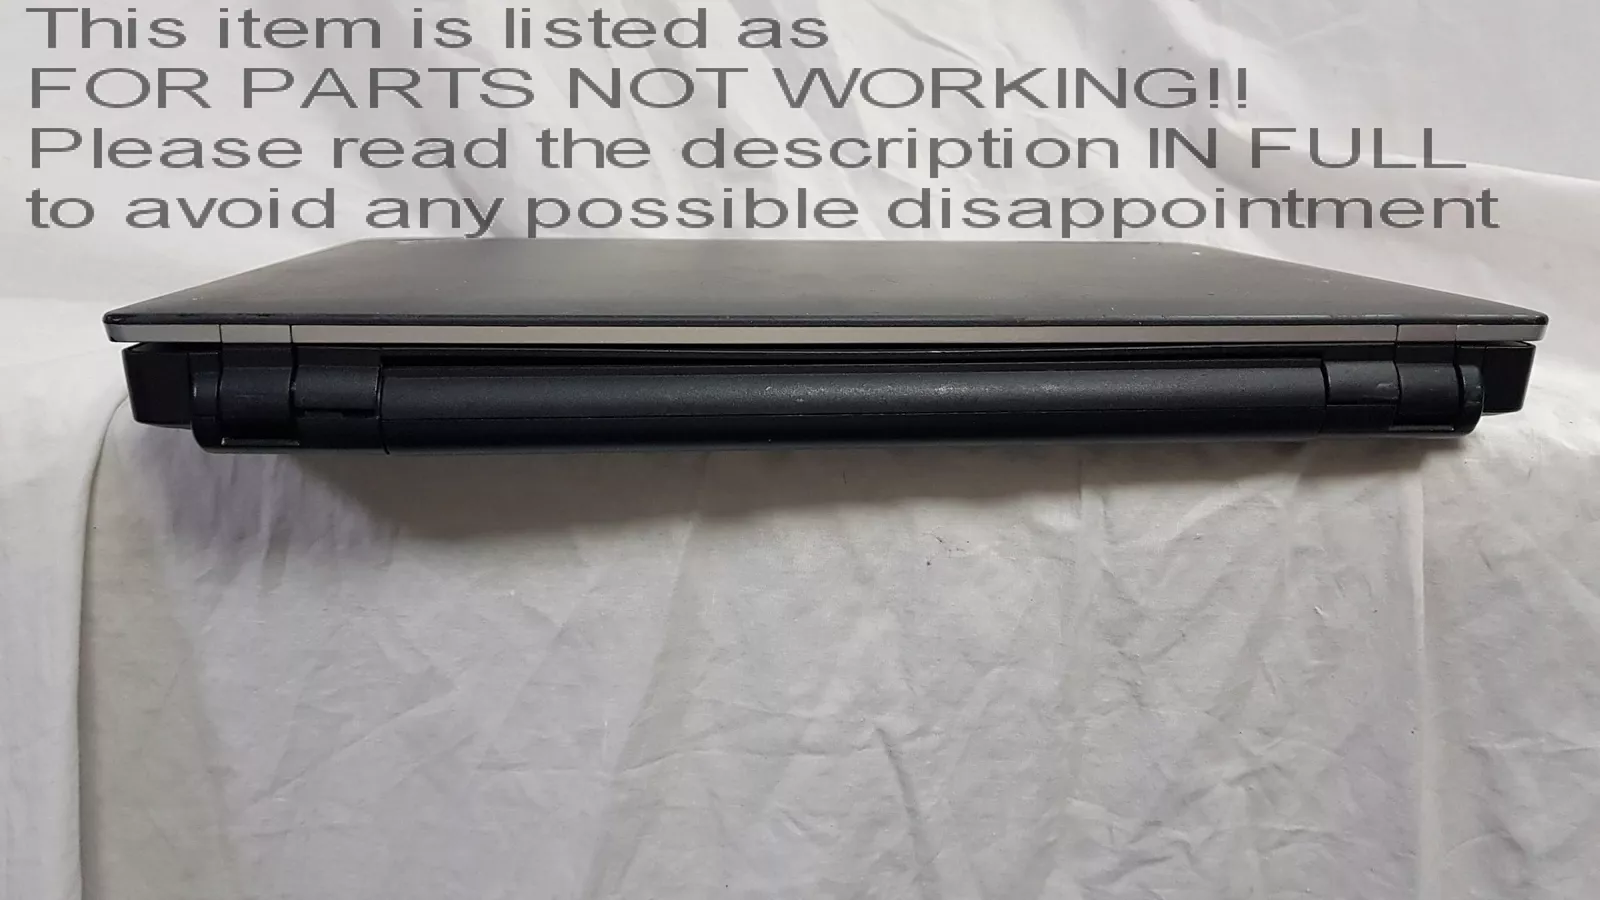 This item is listed as
FOR PARTS NOT WORKING!!
Please read the description IN FULL
to avoid any possible disappointment